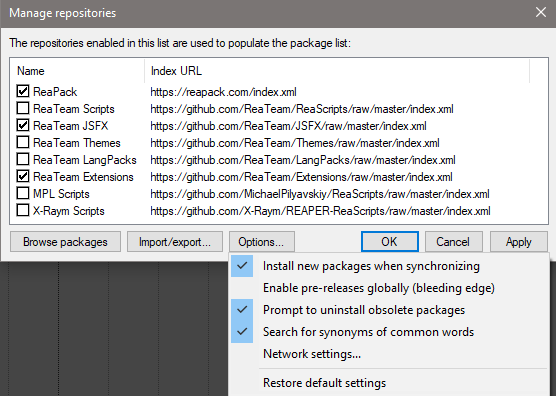 Manage repositories
The repositories enabled in this list are used to populate the package list:
Name Index URL
ReaPack https://reapack.com/index.xml
ReaTeam Scripts https://github.com/ReaTeam/ReaScripts/raw/master/index.xml
ReaTeam JSFX https://github.com/ReaTeam/JSFX/raw/master/index.xml
ReaTeam Themes https://github.com/ReaTeam/Themes/raw/master/index.xml
ReaTeam LangPacks https://github.com/ReaTeam/LangPacks/raw/master/index.xml
ReaTeam Extensions https://github.com/ReaTeam/Extensions/raw/master/index.xml
MPL Scripts https://github.com/MichaelPilyavskiy/ReaScripts/raw/master/index.xml
X-Raym Scripts https://github.com/X-Raym/REAPER-ReaScripts/raw/master/index.xml
Browse packages Import/export... Options... OK Cancel Apply
Install new packages when synchronizing
Enable pre-releases globally (bleeding edge)
Prompt to uninstall obsolete packages
Search for synonyms of common words
Network settings...
Restore default settings